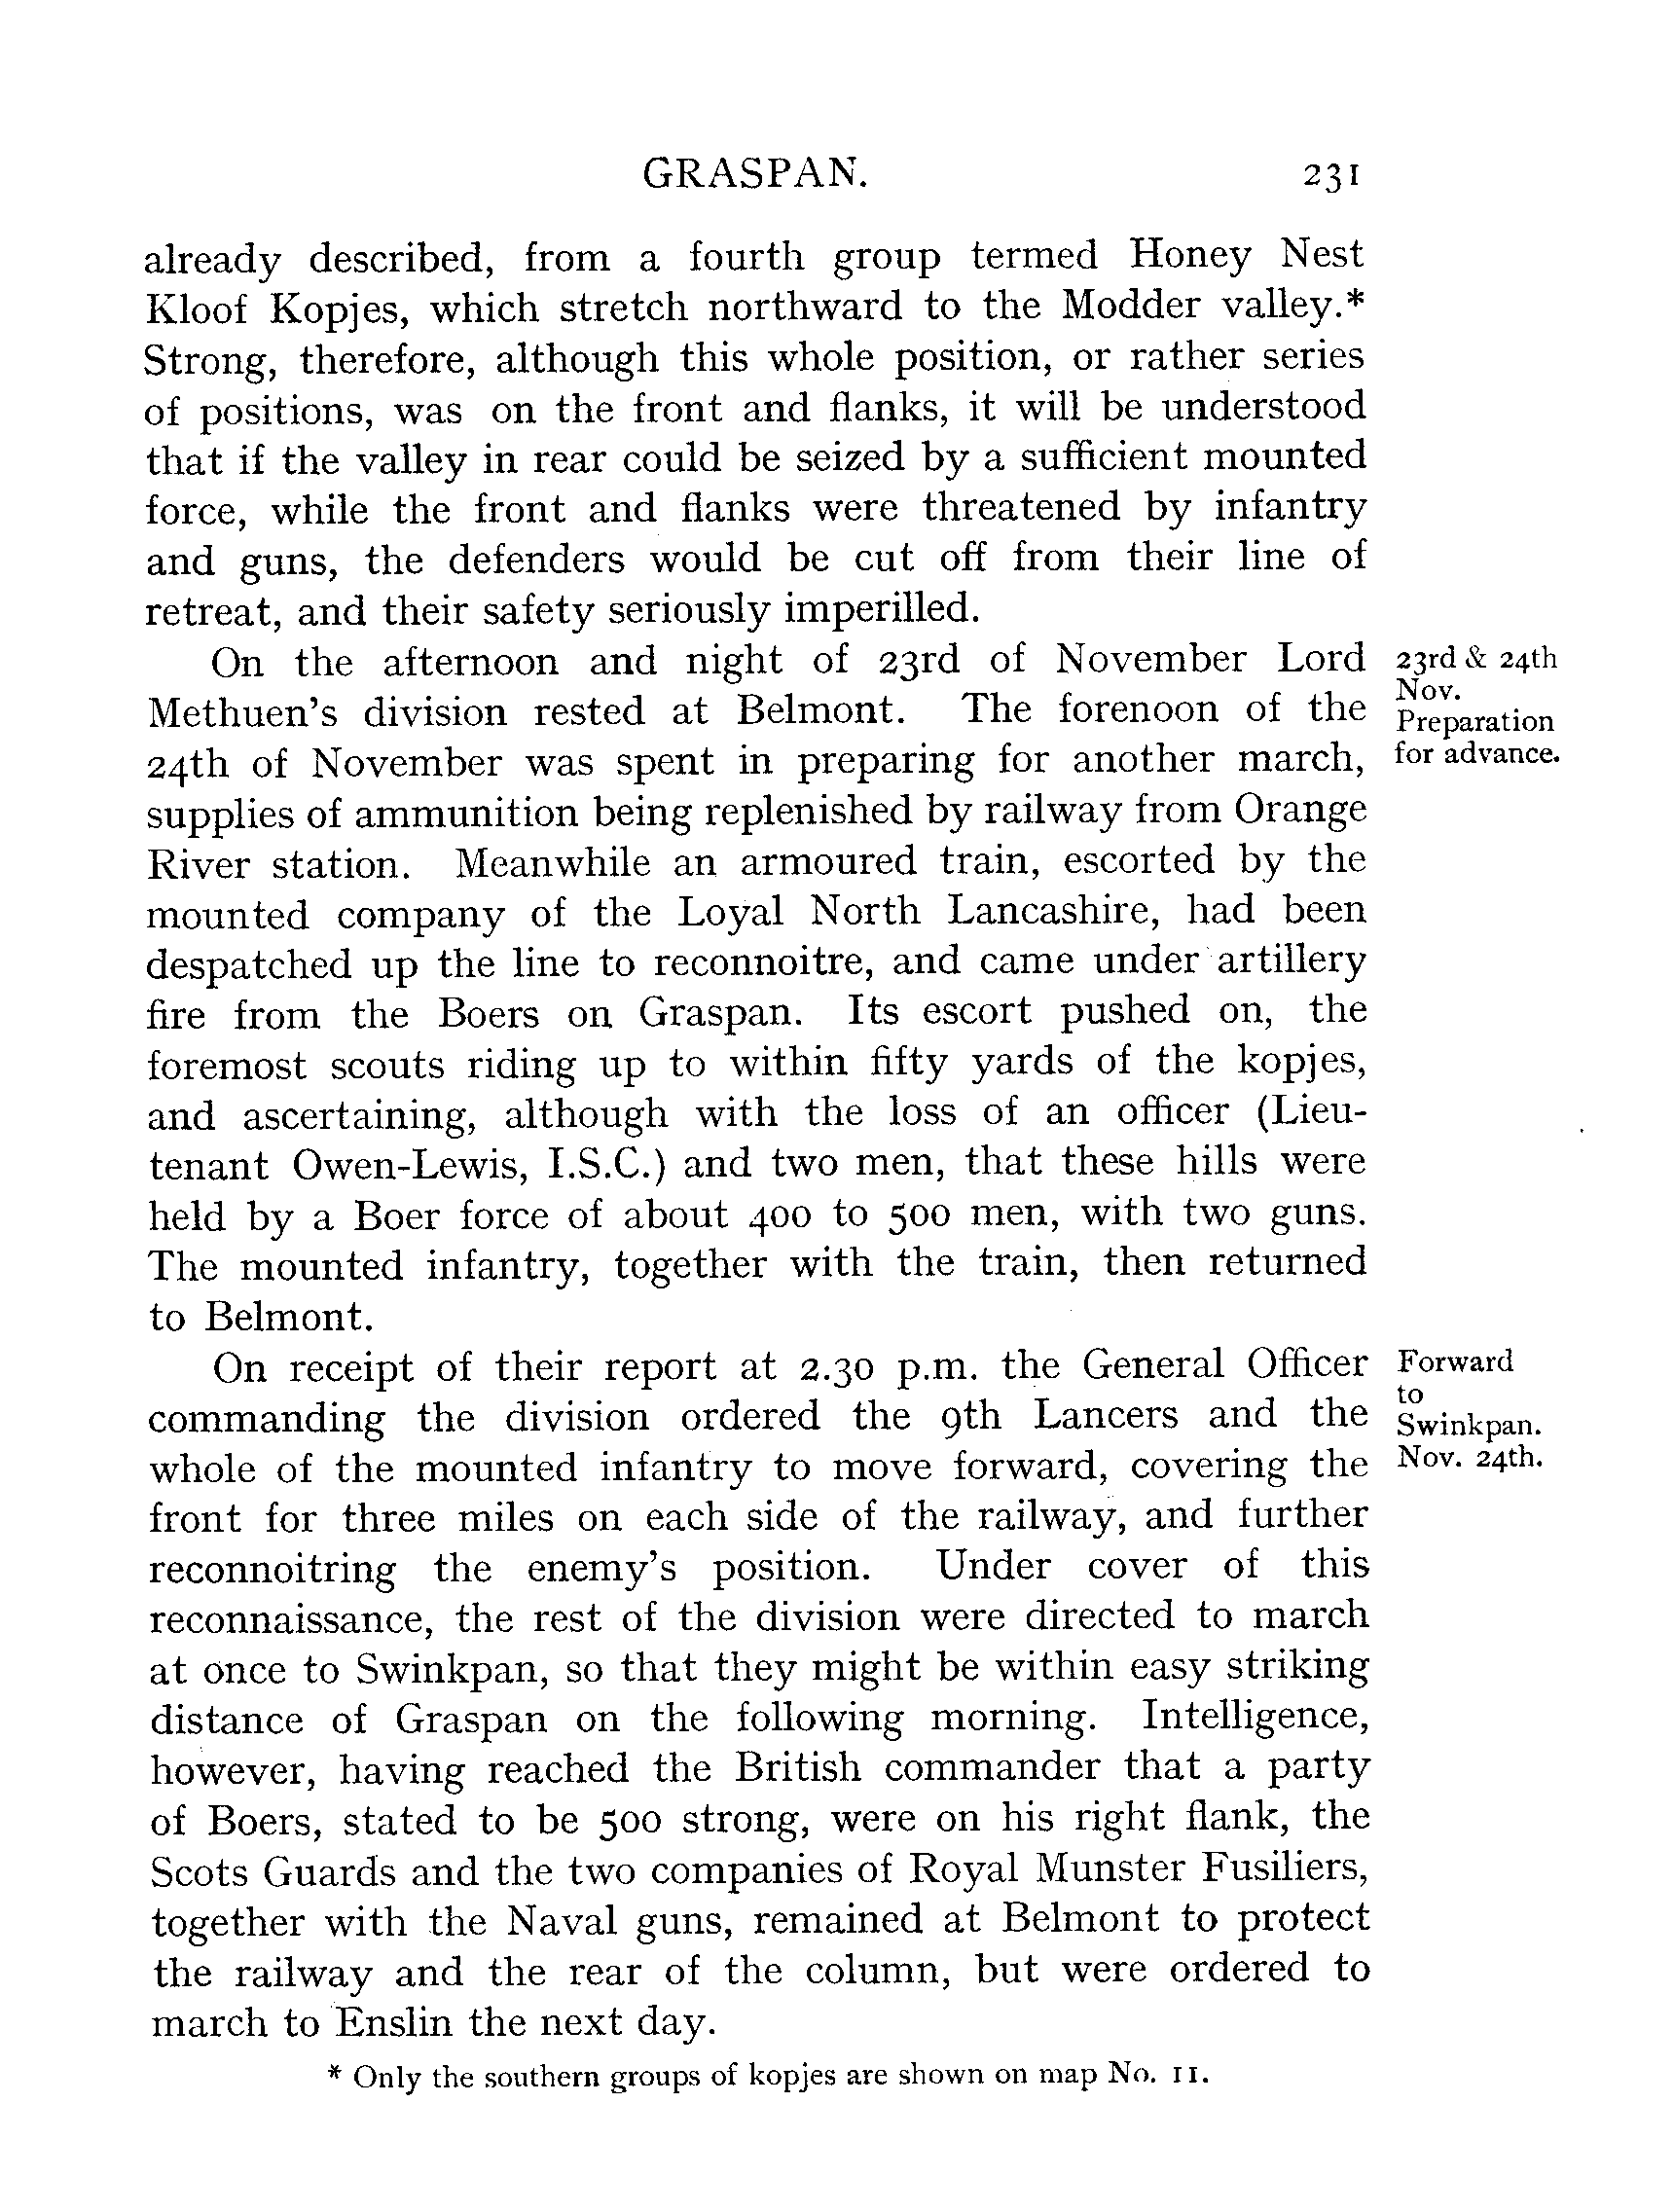 GRASPAN. 231
already described, from a fourth group termed Honey Nest
Kloof Kopjes, which stretch northward to the Modder valley.*
Strong, therefore, although this whole position, or rather series
of positions, was on the front and flanks, it will be understood
that if the valley in rear could be seized by a sufficient mounted
force, while the front and flanks were threatened by infantry
and guns, the defenders would be cut off from their line of
retreat, and their safety seriously imperilled.
On the afternoon and night of 23rd of November Lord
Methuen's division rested at Belmont. The forenoon of the
24th of November was spent in preparing for another march,
supplies of ammunition being replenished by railway from Orange
River station. Meanwhile an armoured train, escorted by the
mounted company of the Loyal North Lancashire, had been
despatched up the line to reconnoitre, and came under artillery
fire from the Boers on Graspan. Its escort pushed on, the
foremost scouts riding up to within fifty yards of the kopjes,
and ascertaining, although with the loss of an officer (Lieu-
tenant Owen-Lewis, I.S.C.) and two men, that these hills were
held by a Boer force of about 400 to 500 men, with two guns.
The mounted infantry, together with the train, then returned
to Belmont.
23rd & 24th
Nov.
Preparation
for advance.
On receipt of their report at 2.30 p.m. the General Officer
commanding the division ordered the 9th Lancers and the
whole of the mounted infantry to move forward, covering the
front for three miles on each side of the railway, and further
reconnoitring the enemy's position. Under cover of this
reconnaissance, the rest of the division were directed to march
at once to Swinkpan, so that they might be within easy striking
distance of Graspan on the following morning. Intelligence,
however, having reached the British commander that a party
of Boers, stated to be 500 strong, were on his right flank, the
Scots Guards and the two companies of Royal Munster Fusiliers,
together with the Naval guns, remained at Belmont to protect
the railway and the rear of the column, but were ordered to
march to Enslin the next day.
Forward
to
Swinkpan.
Nov. 24th.
* Only the southern groups of kopjes are shown on map No. 11.